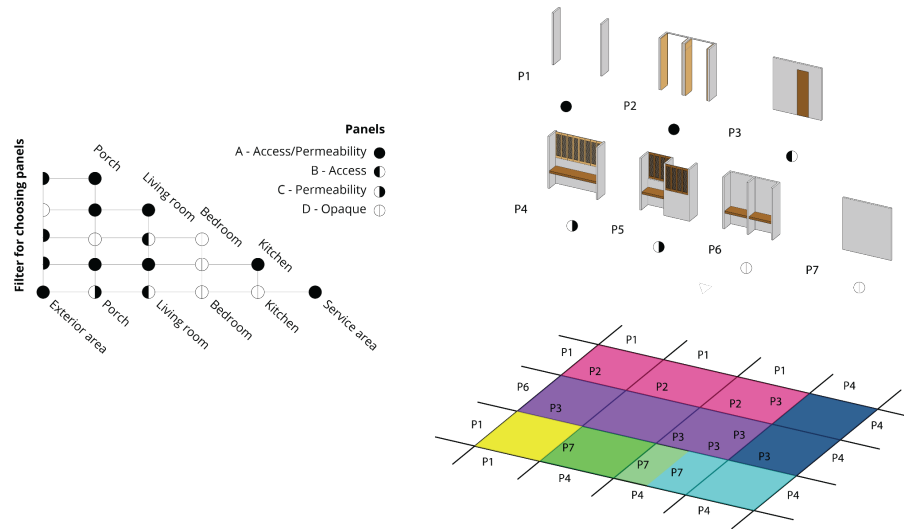 Filter for choosing panels
Panels
A - Access/Permeability
B - Access
C - Permeability
D - Opaque
Porch
Living room
Bedroom
Kitchen
Exterior area
Porch
Living room
Bedroom
Kitchen
Service area
P1
P2
P3
P4
P5
P6
P7
P1
P1
P1
P2
P1
P4
P6
P2
P2
P3
P4
P1
P3
P3
P3
P3
P3
P4
P1
P7
P7
P7
P4
P4
P4
P4